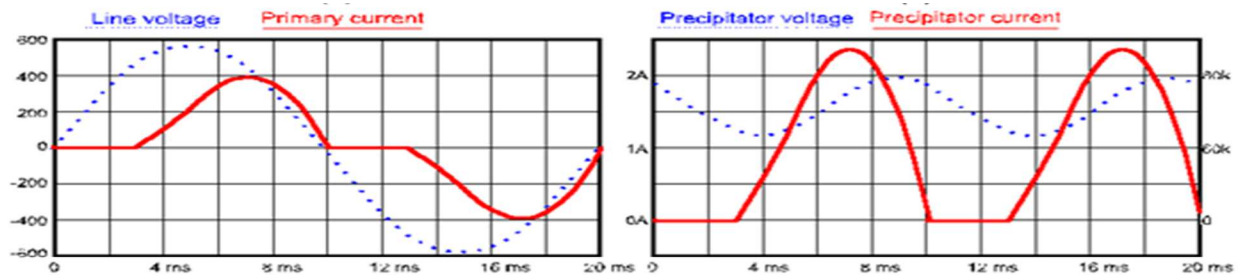 Line voltage Primary current
600
400
200
0
-200
-400
-600
0 4 ms 8 ms 12 ms 16 ms 20 ms
Precipitator voltage Precipitator current
2A
1A
0A
0
0 4 ms 8 ms 12 ms 16 ms 20 ms